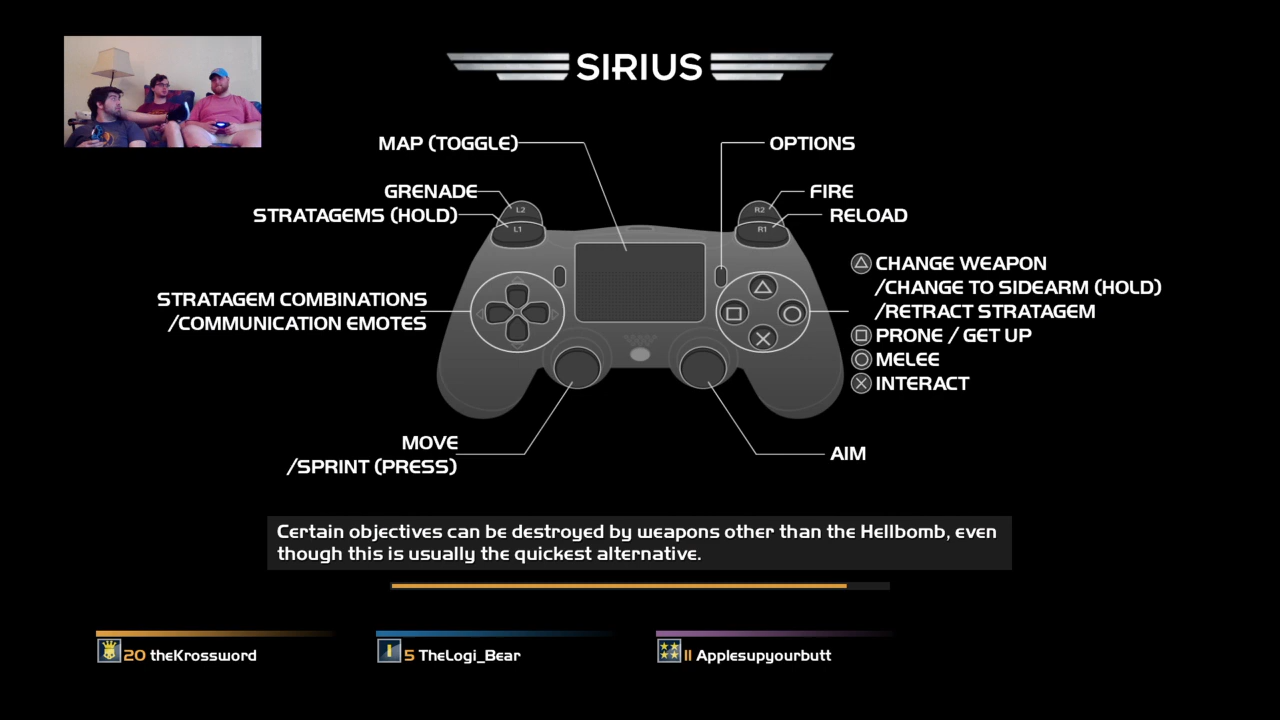 SIRIUS
MAP (TOGGLE)
OPTIONS
GRENADE
FIRE
STRATAGEMS (HOLD)
RELOAD
L2
L1
R2
R1
CHANGE WEAPON
/CHANGE TO SIDEARM (HOLD)
/RETRACT STRATAGEM
PRONE / GET UP
MELEE
INTERACT
STRATAGEM COMBINATIONS
/COMMUNICATION EMOTES
MOVE
/SPRINT (PRESS)
AIM
Certain objectives can be destroyed by weapons other than the Hellbomb, even
though this is usually the quickest alternative.
20 theKrossword
5 TheLogi_Bear
11 Applesupyourbutt